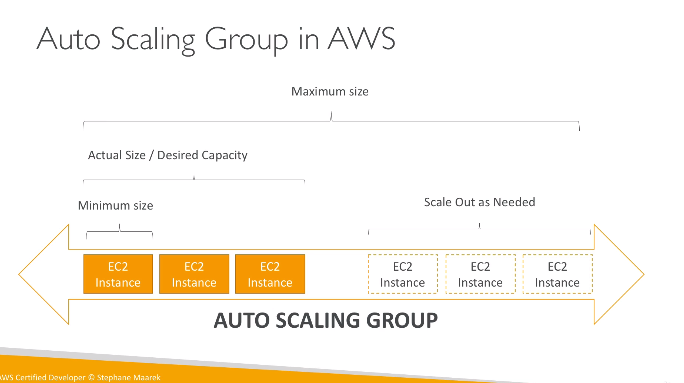 Auto Scaling Group in AWS
Maximum size
Actual Size / Desired Capacity
Minimum size
Scale Out as Needed
EC2
Instance
EC2
Instance
EC2
Instance
EC2
Instance
EC2
Instance
EC2
Instance
AUTO SCALING GROUP
AWS Certified Developer © Stephane Maarek